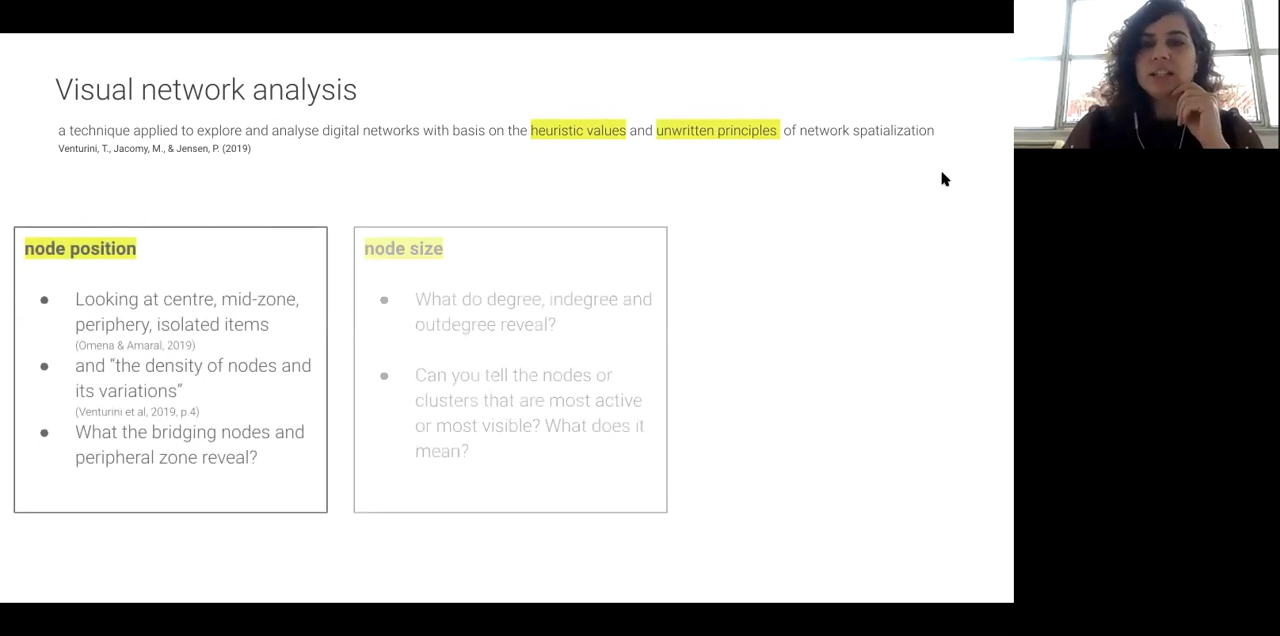 Visual network analysis
a technique applied to explore and analyse digital networks with basis on the heuristic values and unwritten principles of network spatialization
Venturini, T., Jacomy, M., & Jensen, P. (2019)
node position
● Looking at centre, mid-zone,
periphery, isolated items
(Omena & Amaral, 2019)
● and “the density of nodes and
its variations”
(Venturini et al, 2019, p.4)
● What the bridging nodes and
peripheral zone reveal?
node size
● What do degree, indegree and
outdegree reveal?
● Can you tell the nodes or
clusters that are most active
or most visible? What does it
mean?